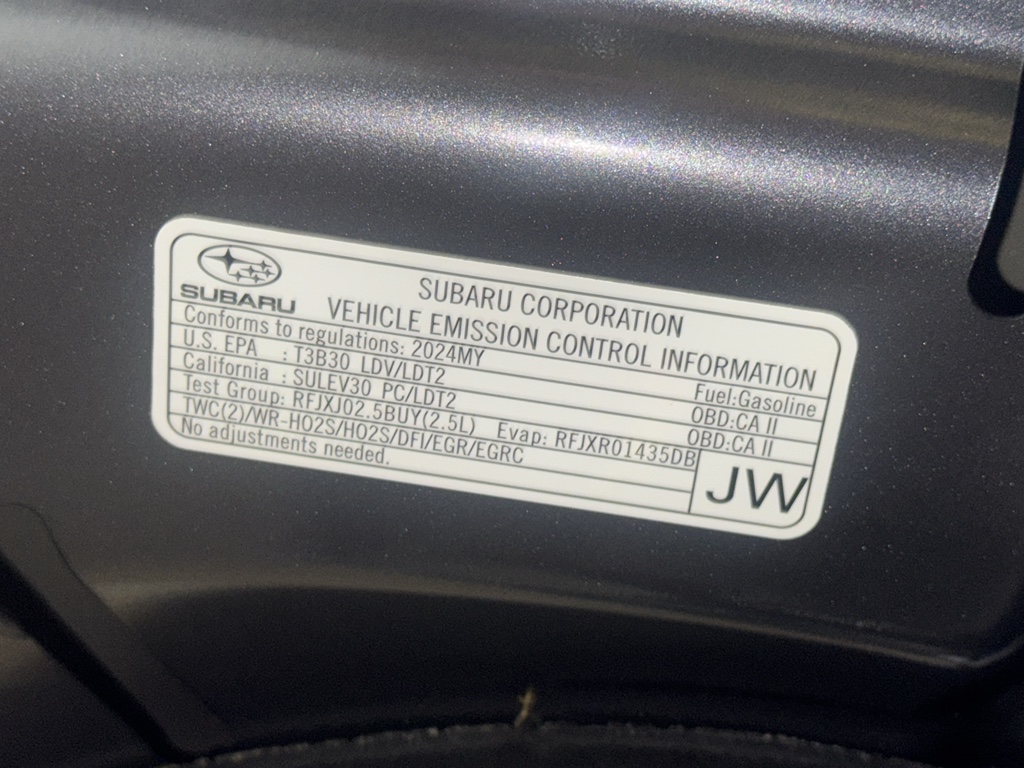 SUBARU
SUBARU CORPORATION
VEHICLE EMISSION CONTROL INFORMATION
Conforms to regulations: 2024MY Fuel:Gasoline
U.S. EPA : T3B30 LDV/LDT2 OBD:CA II
California : SULEV30 PC/LDT2 OBD:CA II
Test Group: RFJXJ02.5BUY(2.5L) Evap: RFJXR01435DB
TWC(2)/WR-HO2S/HO2S/DFI/EGR/EGRC
No adjustments needed.
JW